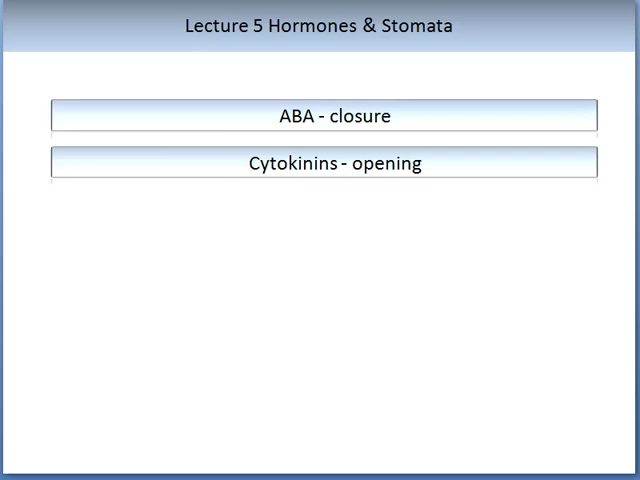 Lecture 5 Hormones & Stomata
ABA - closure
Cytokinins - opening